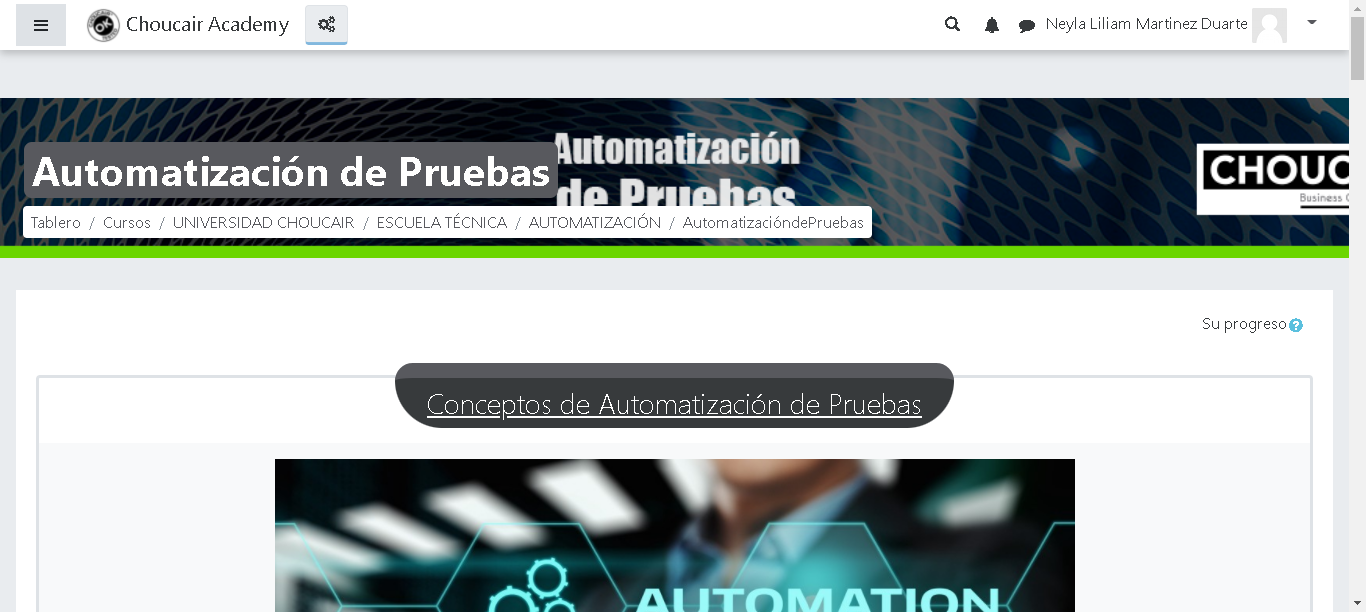 Choucair Academy
Neyla Liliam Martinez Duarte
Automatización
de Pruebas
Automatización de Pruebas
CHOUC
Business
Tablero / Cursos / UNIVERSIDAD CHOUCAIR / ESCUELA TÉCNICA / AUTOMATIZACIÓN / AutomatizacióndePruebas
Su progreso
Conceptos de Automatización de Pruebas
AUTOMATION